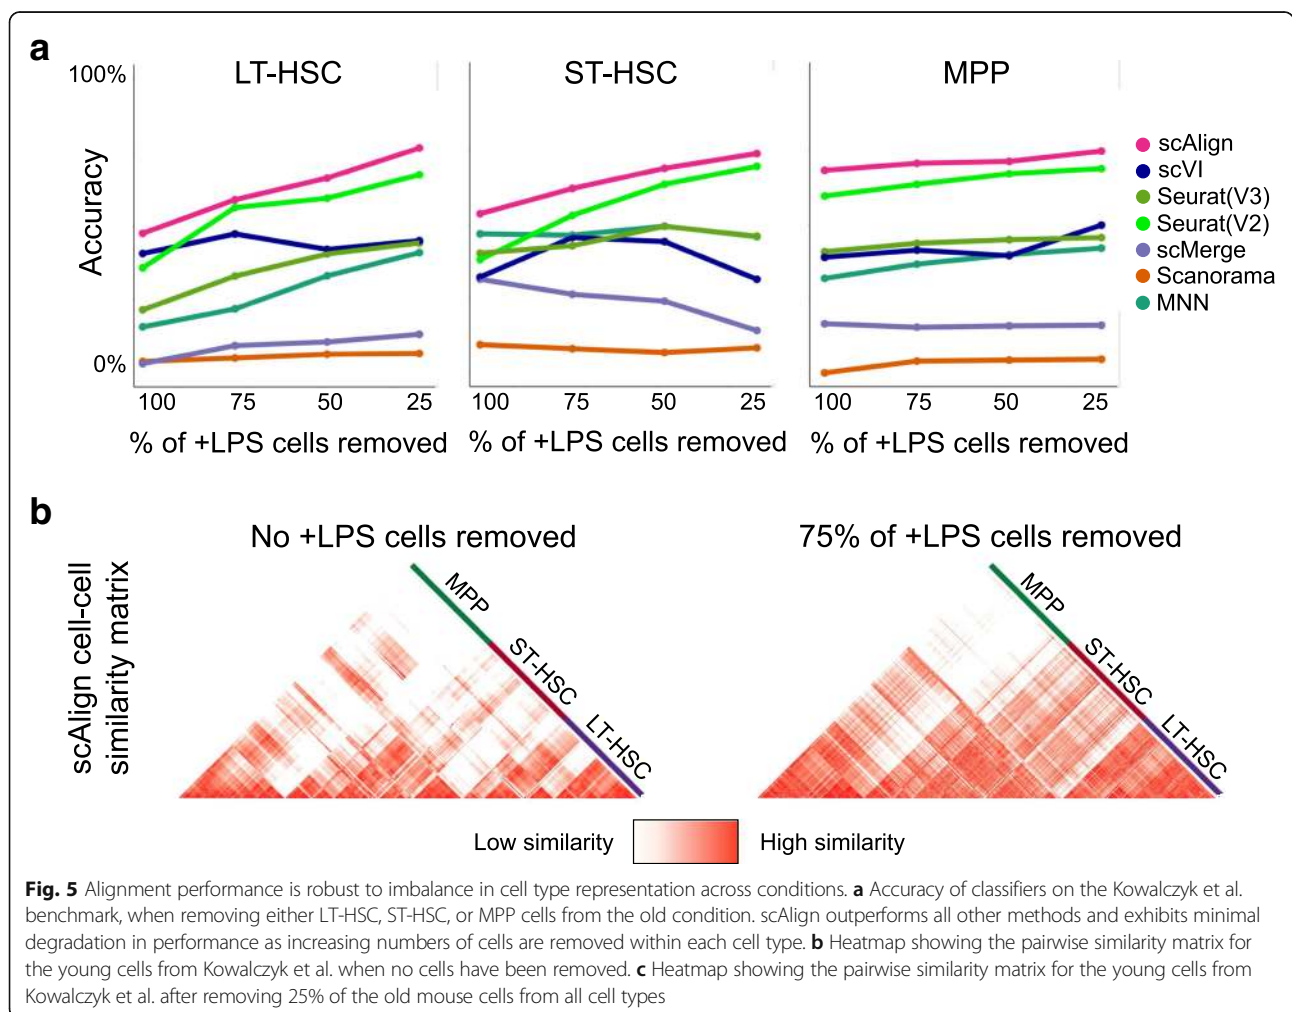 a
LT-HSC
ST-HSC
MPP
100%
Accuracy
0%
scAlign
scVI
Seurat(V3)
Seurat(V2)
scMerge
Scanorama
MNN
100 75 50 25
100 75 50 25
100 75 50 25
% of +LPS cells removed
% of +LPS cells removed
% of +LPS cells removed
b
No +LPS cells removed
75% of +LPS cells removed
scAlign cell-cell
similarity matrix
MPP
ST-HSC
LT-HSC
MPP
ST-HSC
LT-HSC
Low similarity
High similarity
Fig. 5 Alignment performance is robust to imbalance in cell type representation across conditions. a Accuracy of classifiers on the Kowalczyk et al.
benchmark, when removing either LT-HSC, ST-HSC, or MPP cells from the old condition. scAlign outperforms all other methods and exhibits minimal
degradation in performance as increasing numbers of cells are removed within each cell type. b Heatmap showing the pairwise similarity matrix for
the young cells from Kowalczyk et al. when no cells have been removed. c Heatmap showing the pairwise similarity matrix for the young cells from
Kowalczyk et al. after removing 25% of the old mouse cells from all cell types